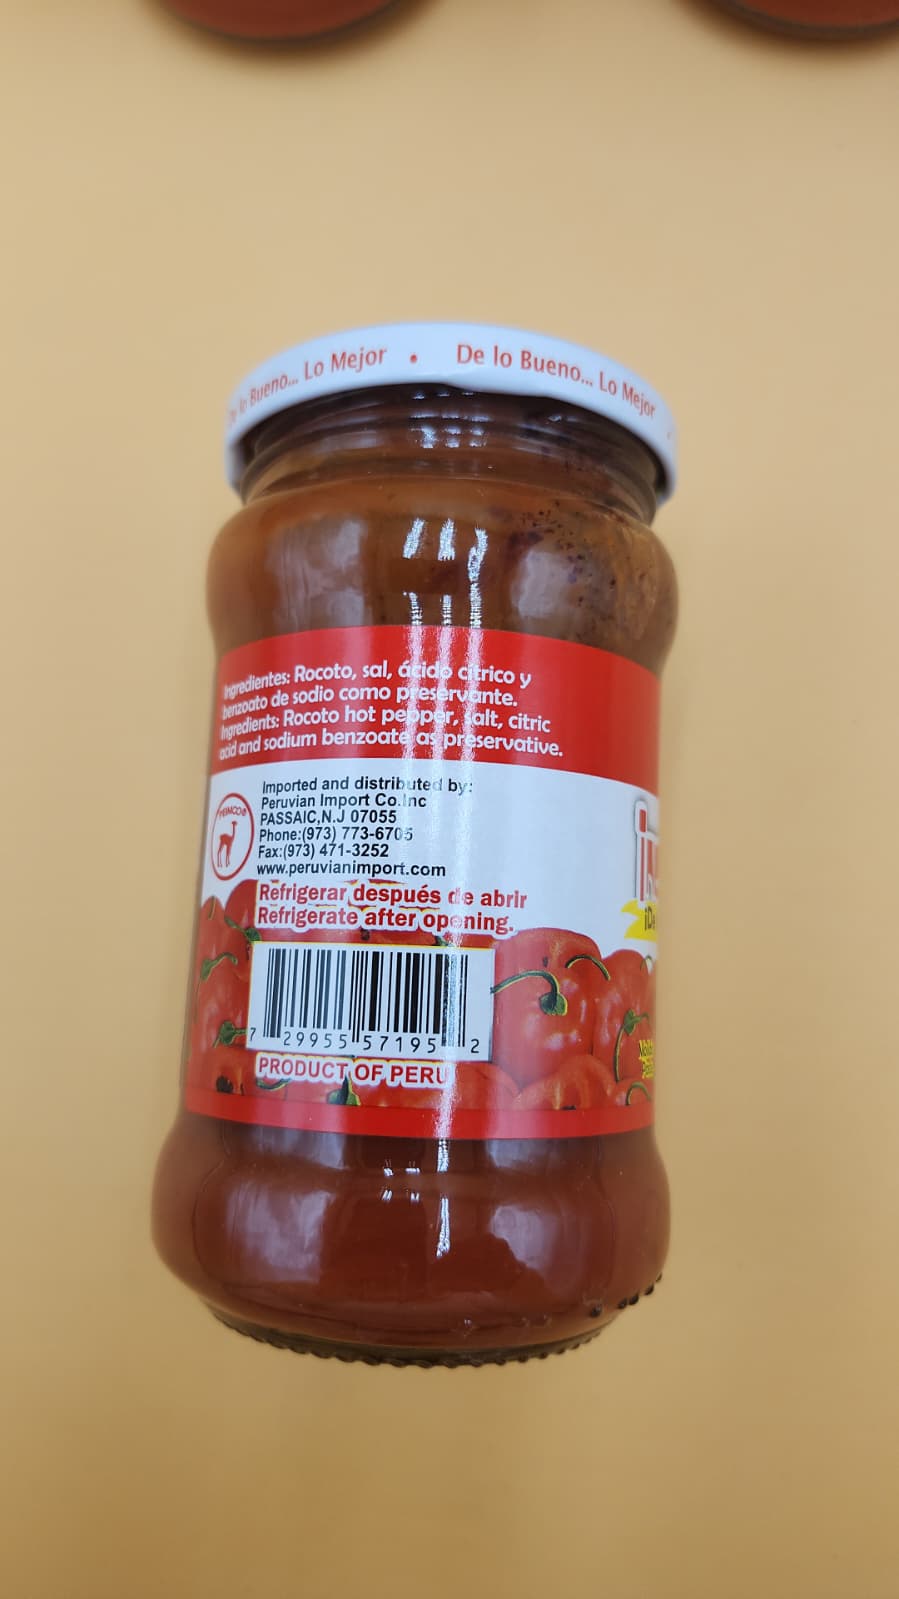 De lo Bueno... Lo Mejor • De lo Bueno... Lo Mejor
Ingredientes: Rocoto, sal, ácido cítrico y
benzoato de sodio como preservante.
Ingredients: Rocoto hot pepper, salt, citric
acid and sodium benzoate as preservative.
PERIMCO®
Imported and distributed by:
Peruvian Import Co.Inc
PASSAIC,N.J 07055
Phone:(973) 773-6705
Fax:(973) 471-3252
www.peruvianimport.com
Refrigerar después de abrir
Refrigerate after opening.
7 29955 57195 2
PRODUCT OF PERU